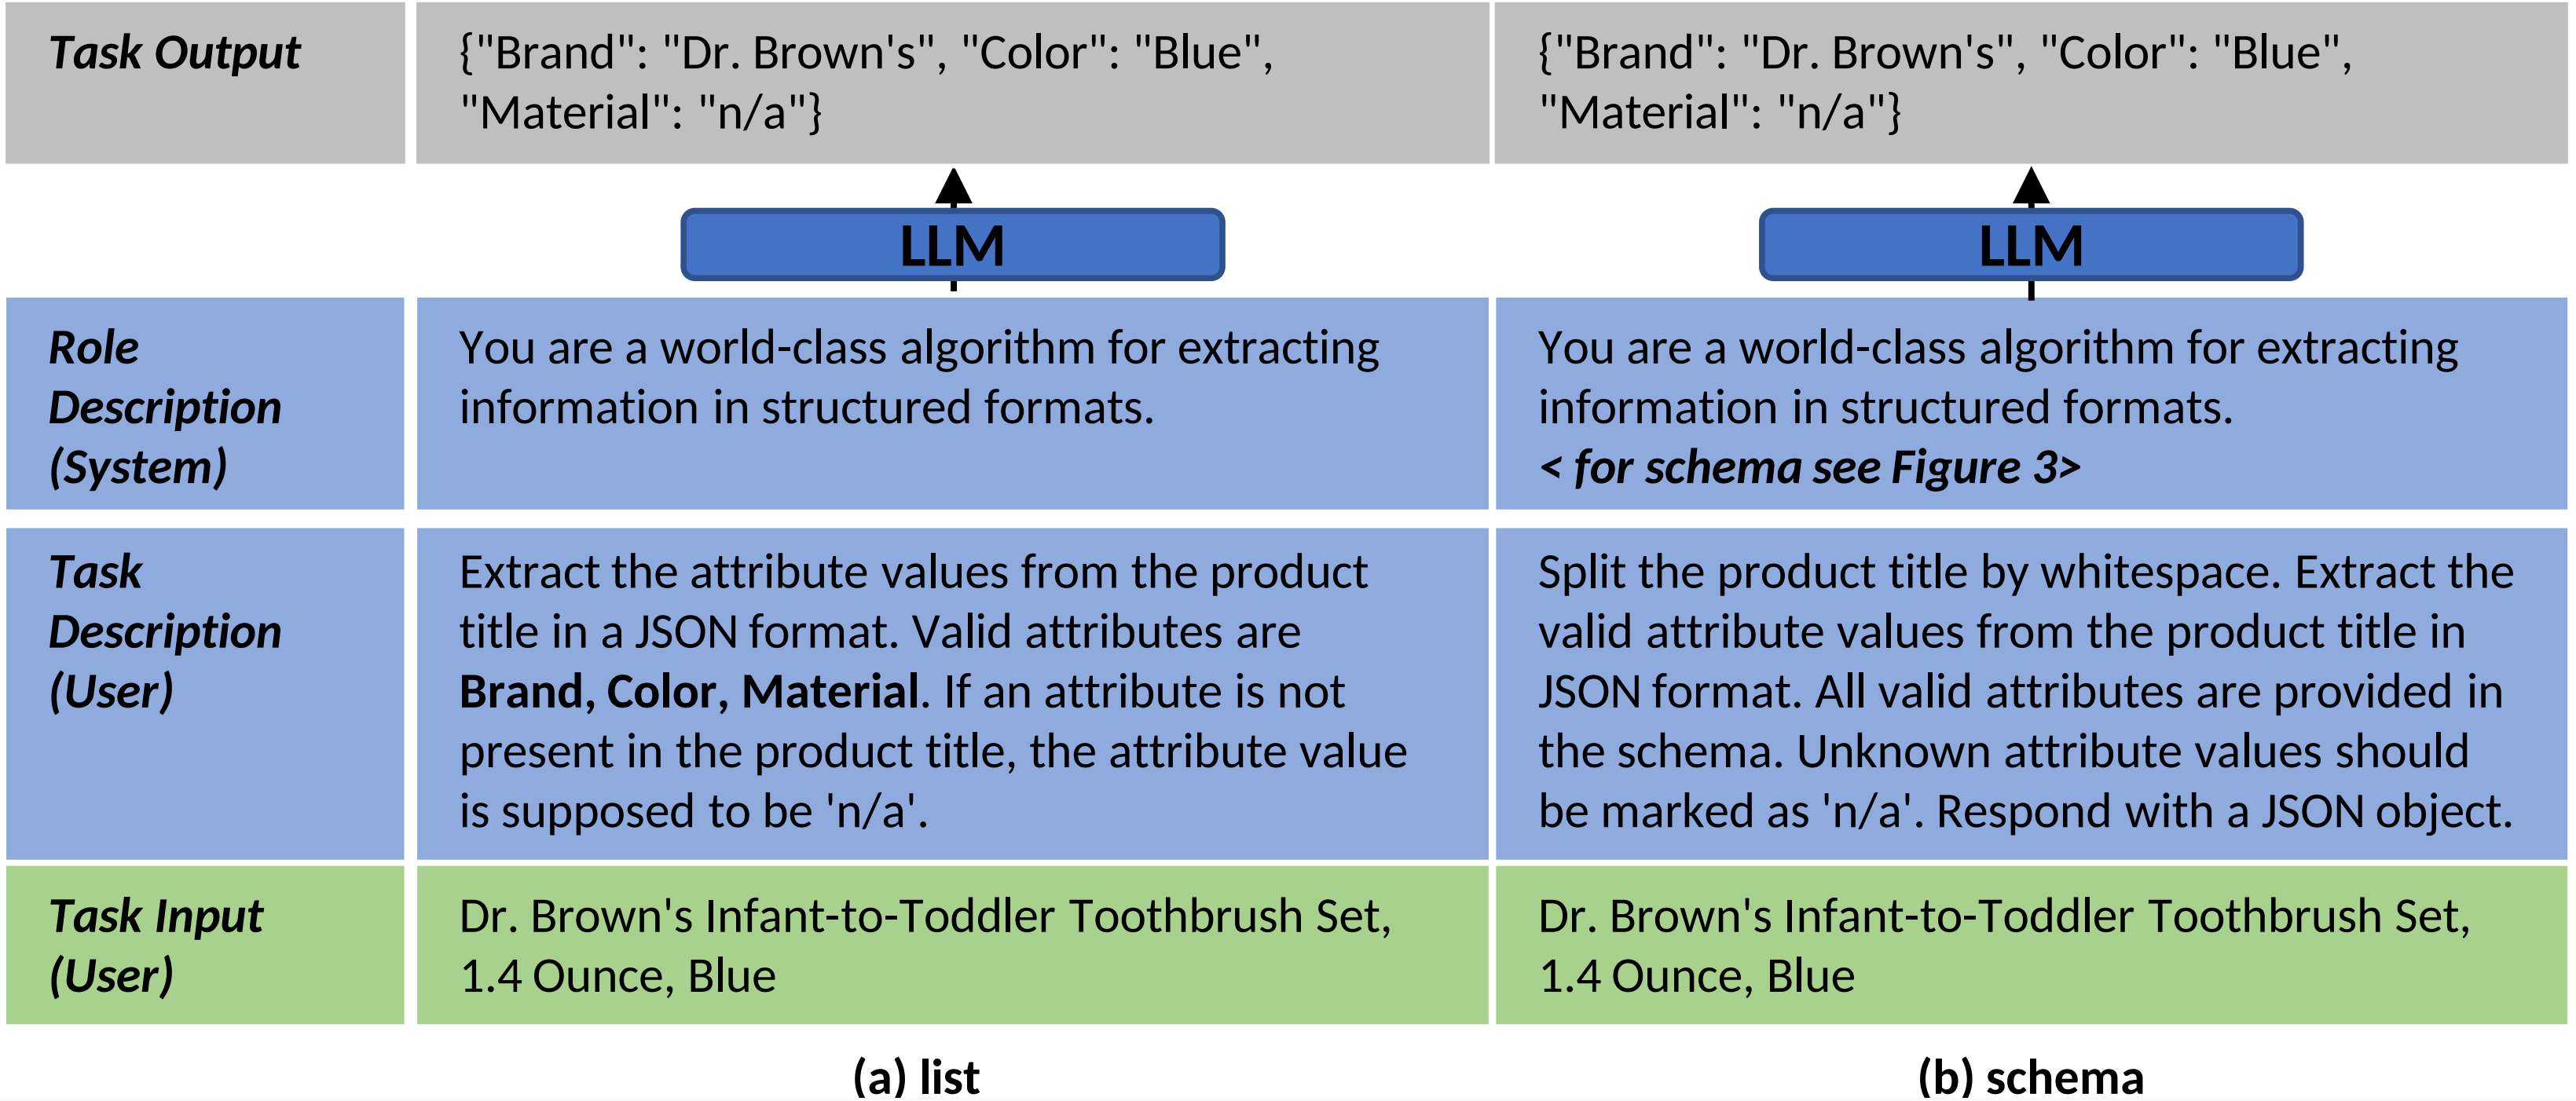 Task Output
{"Brand": "Dr. Brown's", "Color": "Blue",
"Material": "n/a"}
{"Brand": "Dr. Brown's", "Color": "Blue",
"Material": "n/a"}
LLM
LLM
Role
Description
(System)
You are a world-class algorithm for extracting
information in structured formats.
You are a world-class algorithm for extracting
information in structured formats.
< for schema see Figure 3>
Task
Description
(User)
Extract the attribute values from the product
title in a JSON format. Valid attributes are
Brand, Color, Material. If an attribute is not
present in the product title, the attribute value
is supposed to be 'n/a'.
Split the product title by whitespace. Extract the
valid attribute values from the product title in
JSON format. All valid attributes are provided in
the schema. Unknown attribute values should
be marked as 'n/a'. Respond with a JSON object.
Task Input
(User)
Dr. Brown's Infant-to-Toddler Toothbrush Set,
1.4 Ounce, Blue
Dr. Brown's Infant-to-Toddler Toothbrush Set,
1.4 Ounce, Blue
(a) list
(b) schema